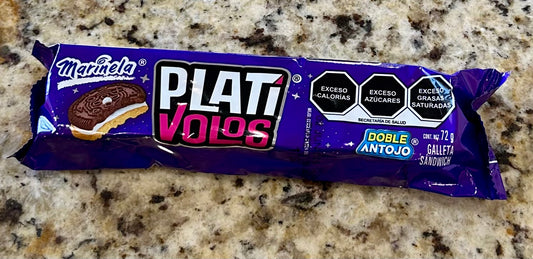 Marinela®
PLATÍ
VOLOS®
EXCESO
CALORÍAS
EXCESO
AZÚCARES
EXCESO
GRASAS
SATURADAS
SECRETARÍA DE SALUD
DOBLE
ANTOJO®
CONT. NET. 72 g
GALLETA
SÁNDWICH